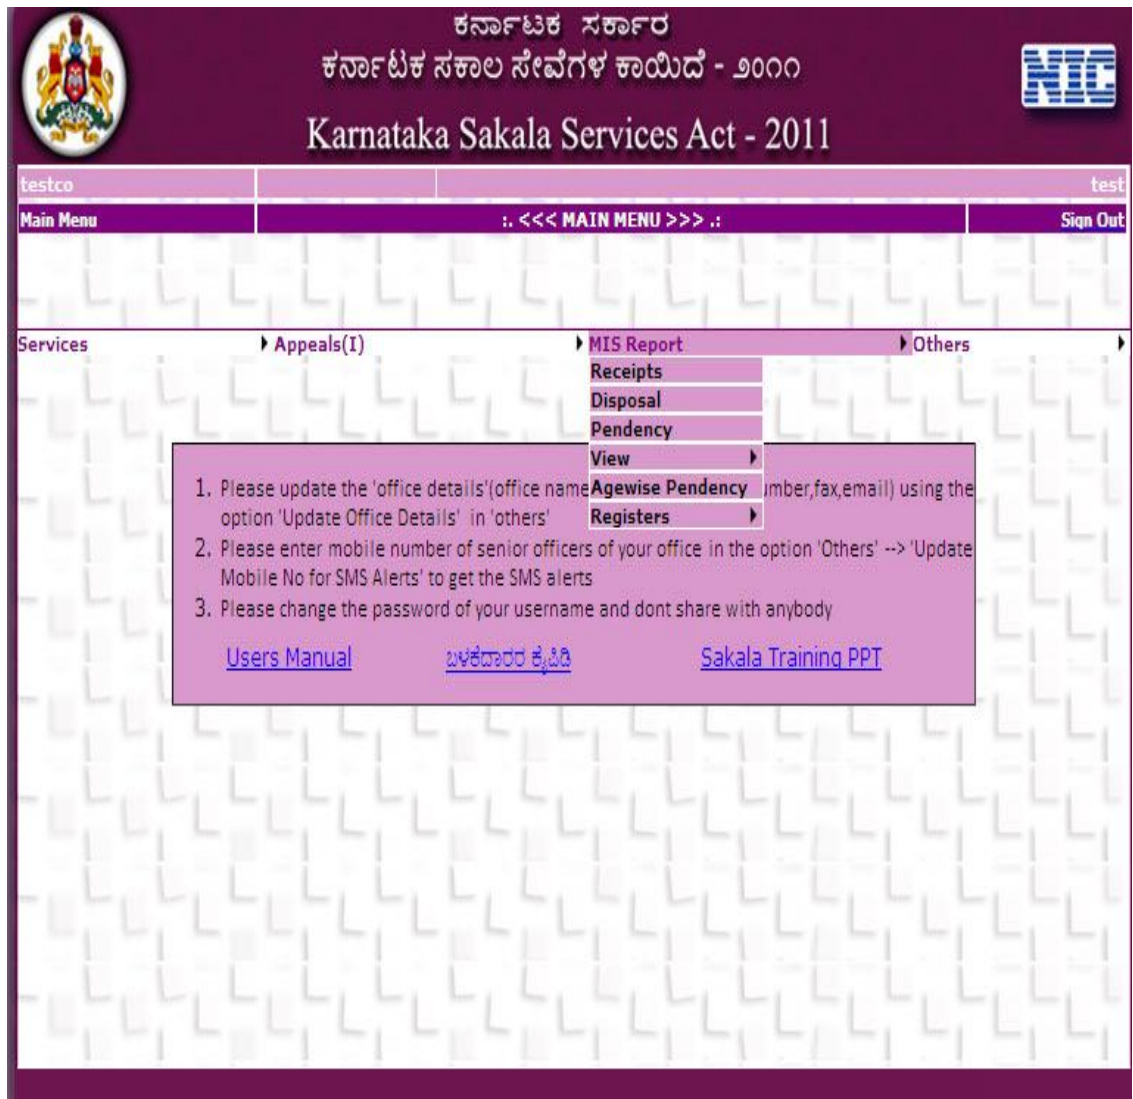 ಕರ್ನಾಟಕ ಸರ್ಕಾರ
ಕರ್ನಾಟಕ ಸಕಾಲ ಸೇವೆಗಳ ಕಾಯಿದೆ - ೨೦೧೧
NIC
Karnataka Sakala Services Act - 2011
testco test
Main Menu :. <<< MAIN MENU >>> .: Sign Out
Services Appeals(I) MIS Report Others
Receipts
Disposal
Pendency
View
Agewise Pendency
Registers
1. Please update the 'office details'(office name mber,fax,email) using the
option 'Update Office Details' in 'others'
2. Please enter mobile number of senior officers of your office in the option 'Others' --> 'Update
Mobile No for SMS Alerts' to get the SMS alerts
3. Please change the password of your username and dont share with anybody
Users Manual ಬಳಕೆದಾರರ ಕೈಪಿಡಿ Sakala Training PPT